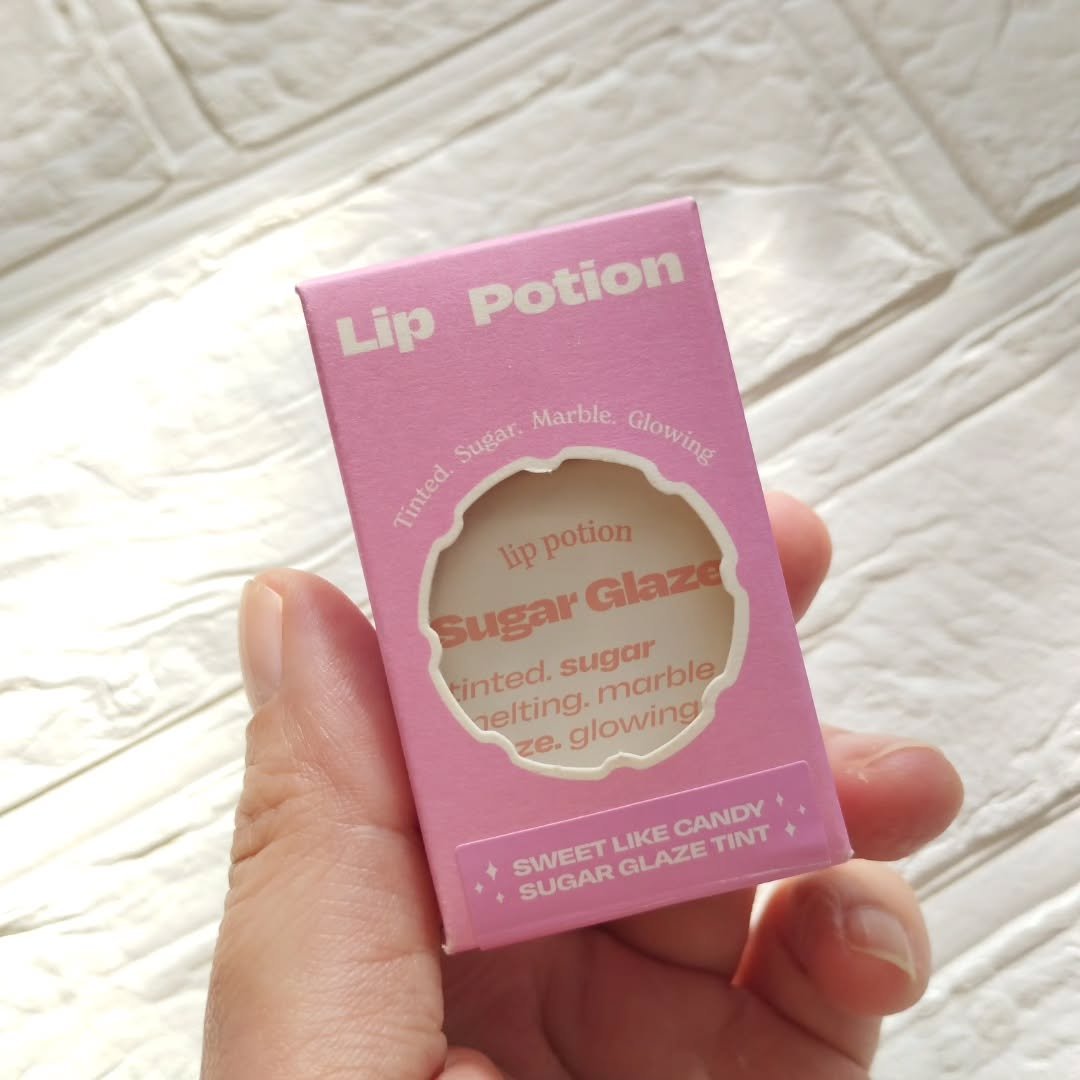 Lip Potion
Tinted. Sugar. Marble. Glowing
lip potion
Sugar Glaze
tinted. sugar
melting. marble
glowing
SWEET LIKE CANDY
SUGAR GLAZE TINT